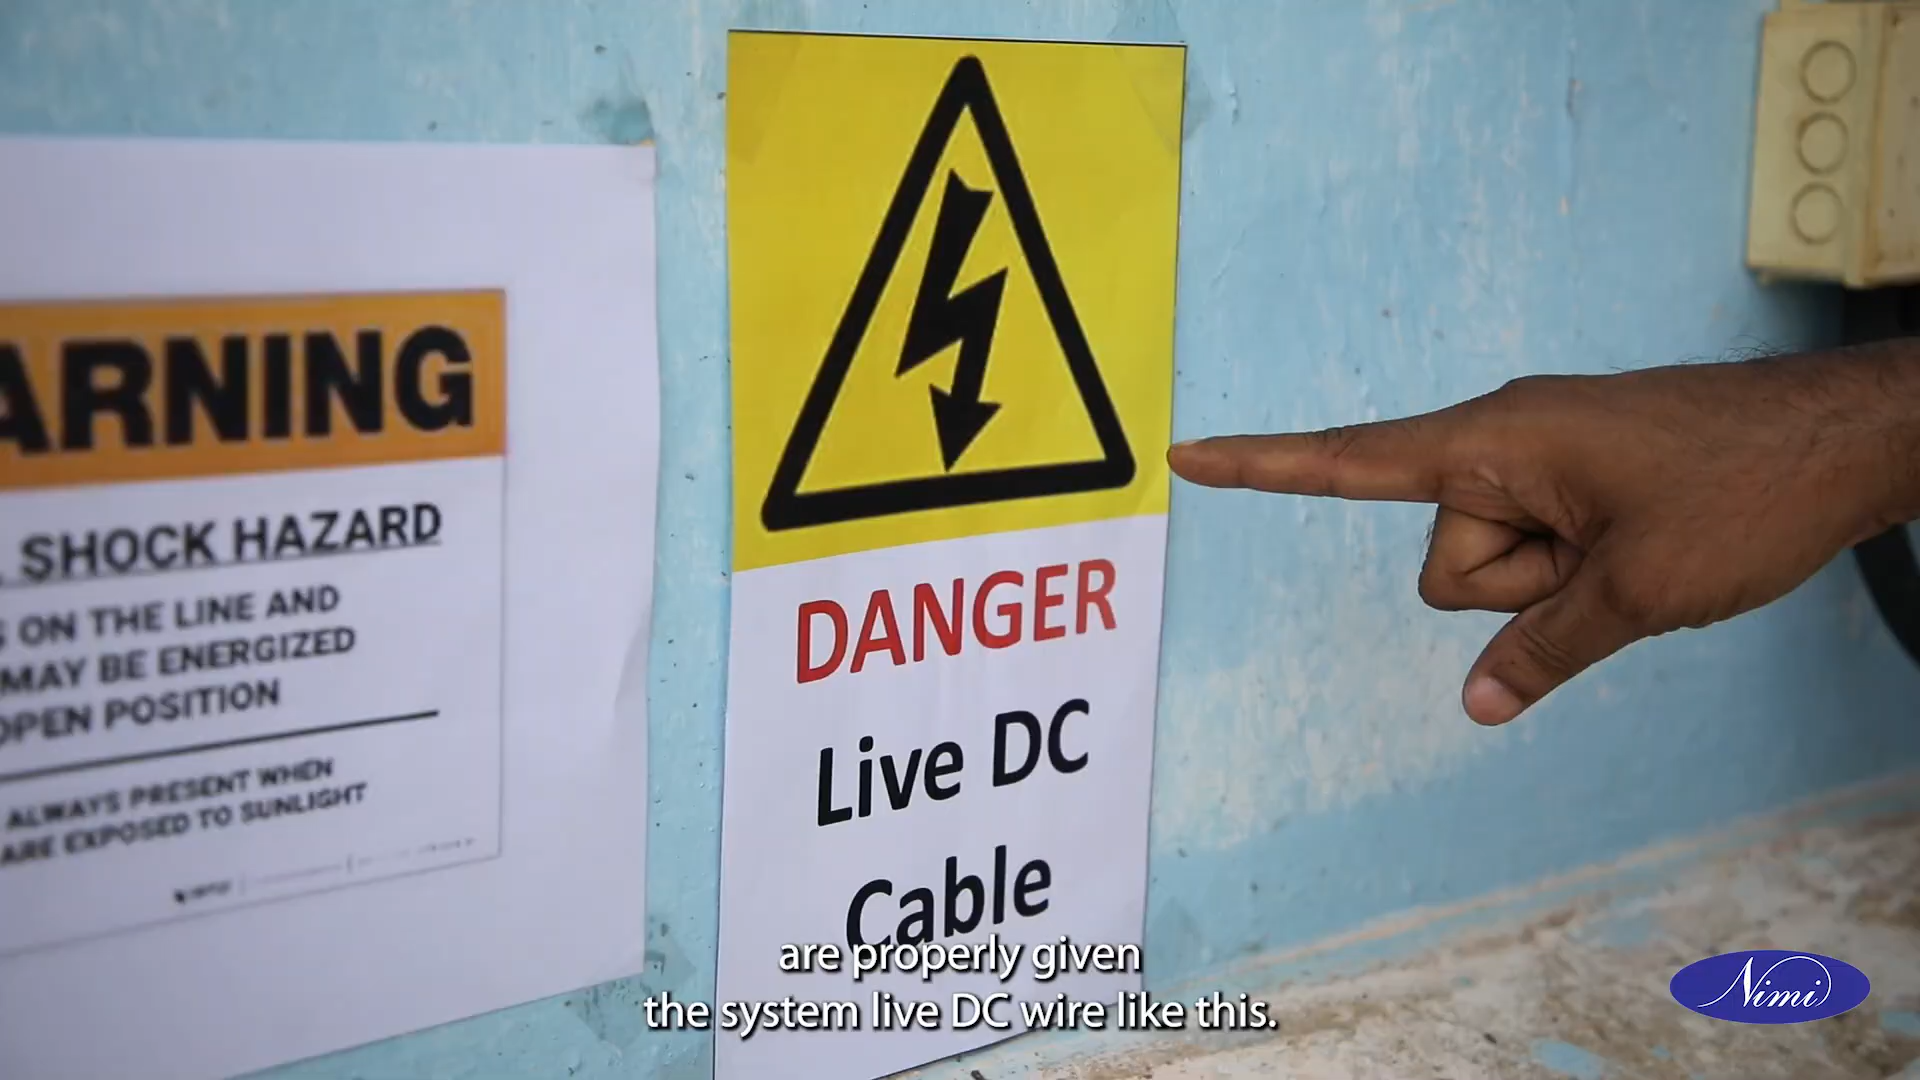 ARNING
SHOCK HAZARD
ON THE LINE AND
MAY BE ENERGIZED
OPEN POSITION
ALWAYS PRESENT WHEN
ARE EXPOSED TO SUNLIGHT
DANGER
Live DC
Cable
are properly given
the system live DC wire like this.
Nimi